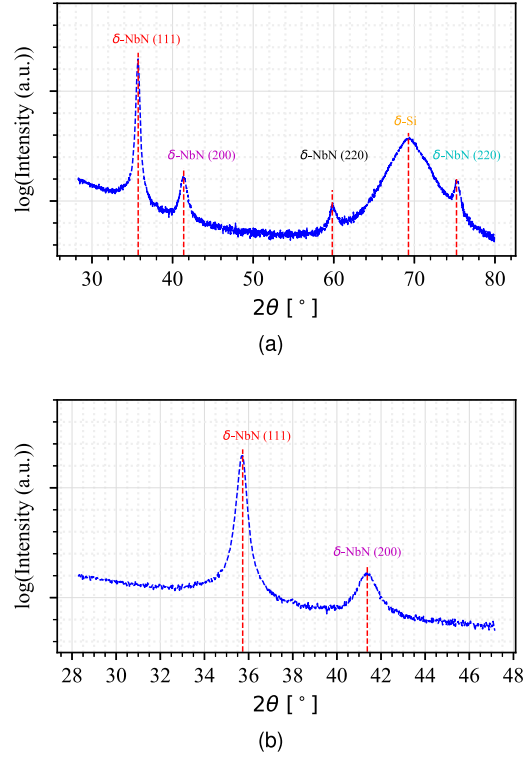 δ-NbN (111)
δ-Si
δ-NbN (200)
δ-NbN (220)
δ-NbN (220)
log(Intensity (a.u.))
30 40 50 60 70 80
2θ [ ° ]
(a)
δ-NbN (111)
δ-NbN (200)
log(Intensity (a.u.))
28 30 32 34 36 38 40 42 44 46 48
2θ [ ° ]
(b)